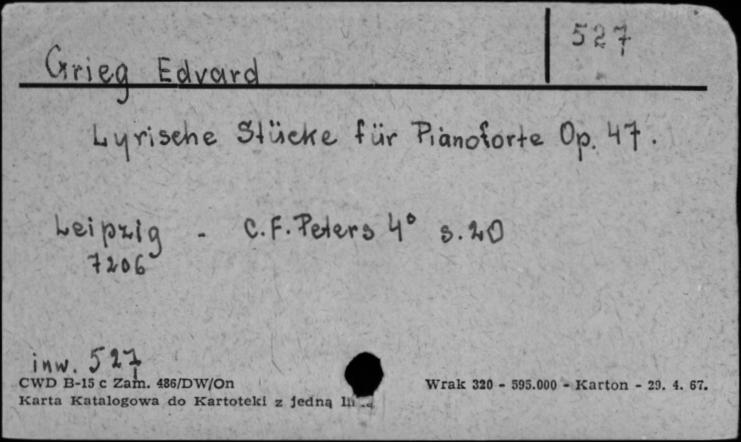 527
Grieg Edvard
Lyrische Stücke für Pianoforte Op. 47.
Leipzig - C.F. Peters 4° s. 20
7206
inw. 527
CWD B-15 c Zam. 486/DW/On
Wrak 320 - 595.000 - Karton - 29. 4. 67.
Karta Katalogowa do Kartoteki z jedną